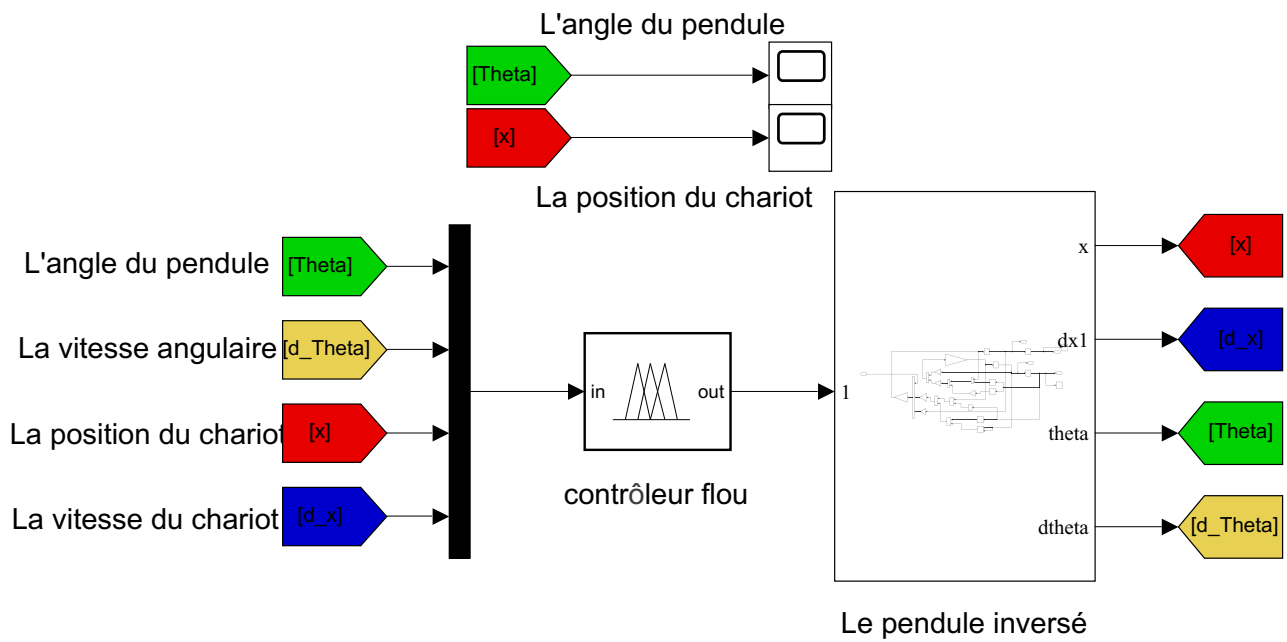 L'angle du pendule
[Theta]
[x]
La position du chariot
L'angle du pendule
[Theta]
La vitesse angulaire
[d_Theta]
La position du chariot
[x]
La vitesse du chariot
[d_x]
in
out
contrôleur flou
1
x
dx1
theta
dtheta
Le pendule inversé
[x]
[d_x]
[Theta]
[d_Theta]